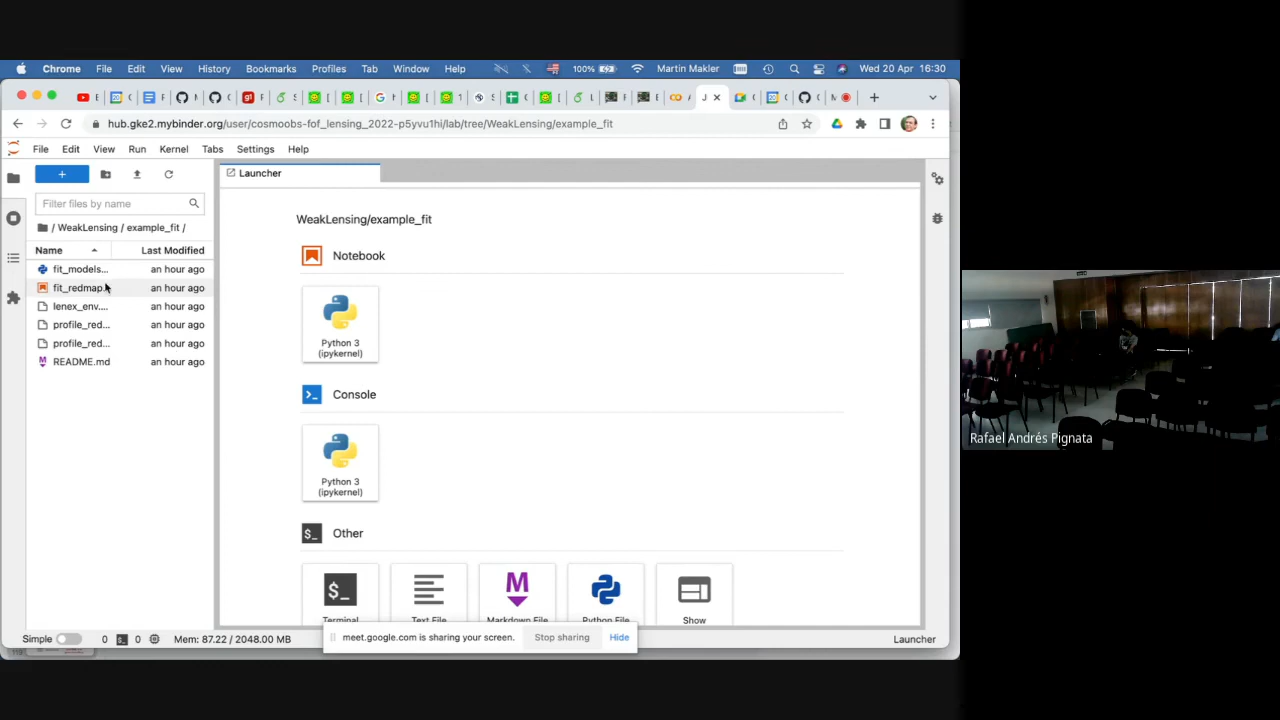 Chrome File Edit View History Bookmarks Profiles Tab Window Help 100% Martin Makler Wed 20 Apr 16:30
hub.gke2.mybinder.org/user/cosmoobs-fof_lensing_2022-p5yvu1hi/lab/tree/WeakLensing/example_fit
File Edit View Run Kernel Tabs Settings Help
Launcher
Filter files by name
/ WeakLensing / example_fit /
Name Last Modified
fit_models... an hour ago
fit_redmap. an hour ago
lenex_env.... an hour ago
profile_red... an hour ago
profile_red... an hour ago
README.md an hour ago
WeakLensing/example_fit
Notebook
Python 3
(ipykernel)
Console
Python 3
(ipykernel)
Other
$_
Terminal Text File Markdown File Python File Show
meet.google.com is sharing your screen. Stop sharing Hide
Simple 0 0 Mem: 87.22 / 2048.00 MB Launcher
Rafael Andrés Pignata